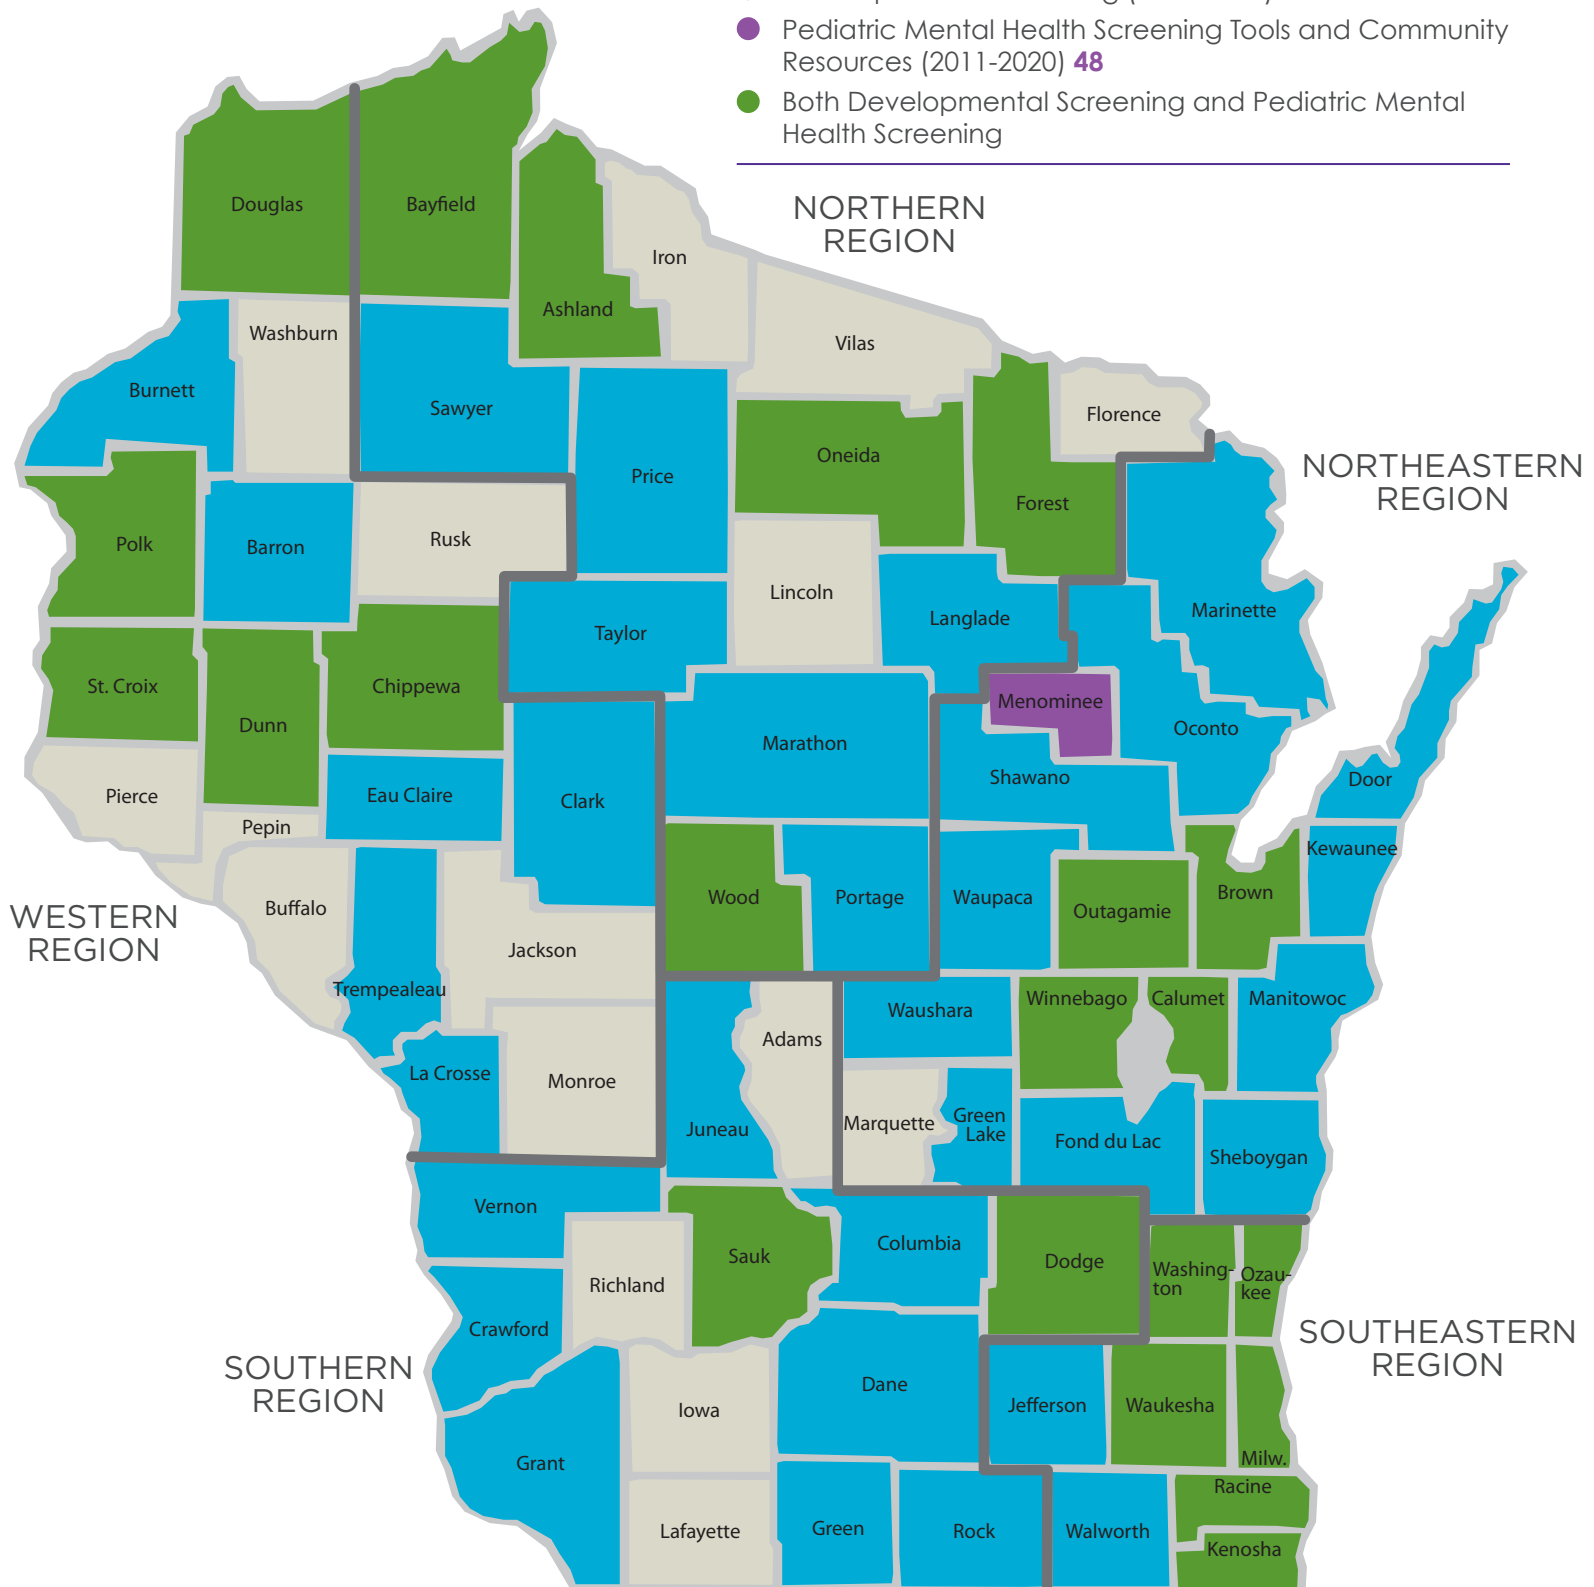 Pediatric Mental Health Screening Tools and Community
Resources (2011-2020) 48
Both Developmental Screening and Pediatric Mental
Health Screening
NORTHERN
REGION
Douglas
Bayfield
Iron
Ashland
Washburn
Vilas
Burnett
Sawyer
Florence
Oneida
NORTHEASTERN
REGION
Price
Forest
Polk
Barron
Rusk
Lincoln
Marinette
Langlade
Taylor
St. Croix
Chippewa
Menominee
Dunn
Oconto
Marathon
Shawano
Door
Pierce
Eau Claire
Clark
Pepin
Kewaunee
Buffalo
Wood
Portage
Waupaca
Outagamie
Brown
WESTERN
REGION
Jackson
Trempealeau
Winnebago
Calumet
Manitowoc
Waushara
Adams
La Crosse
Monroe
Juneau
Marquette
Green
Lake
Fond du Lac
Sheboygan
Vernon
Sauk
Columbia
Dodge
Washing-
ton
Ozau-
kee
Richland
Crawford
SOUTHEASTERN
REGION
SOUTHERN
REGION
Dane
Jefferson
Waukesha
Iowa
Grant
Milw.
Racine
Lafayette
Green
Rock
Walworth
Kenosha